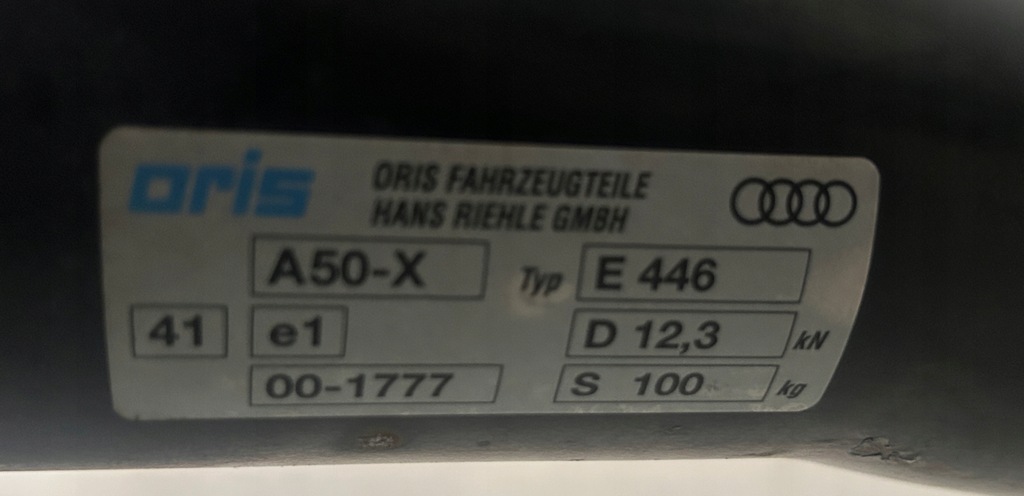 oris
ORIS FAHRZEUGTEILE
HANS RIEHLE GMBH
A50-X Typ E 446
41 e1 D 12,3 kN
00-1777 S 100 kg